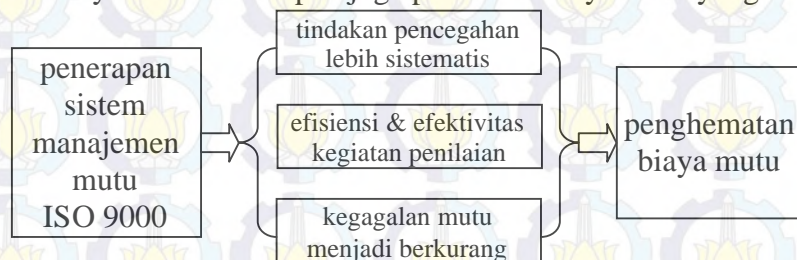 tindakan pencegahan
lebih sistematis
penerapan
sistem
manajemen
mutu
ISO 9000
efisiensi & efektivitas
kegiatan penilaian
kegagalan mutu
menjadi berkurang
penghematan
biaya mutu